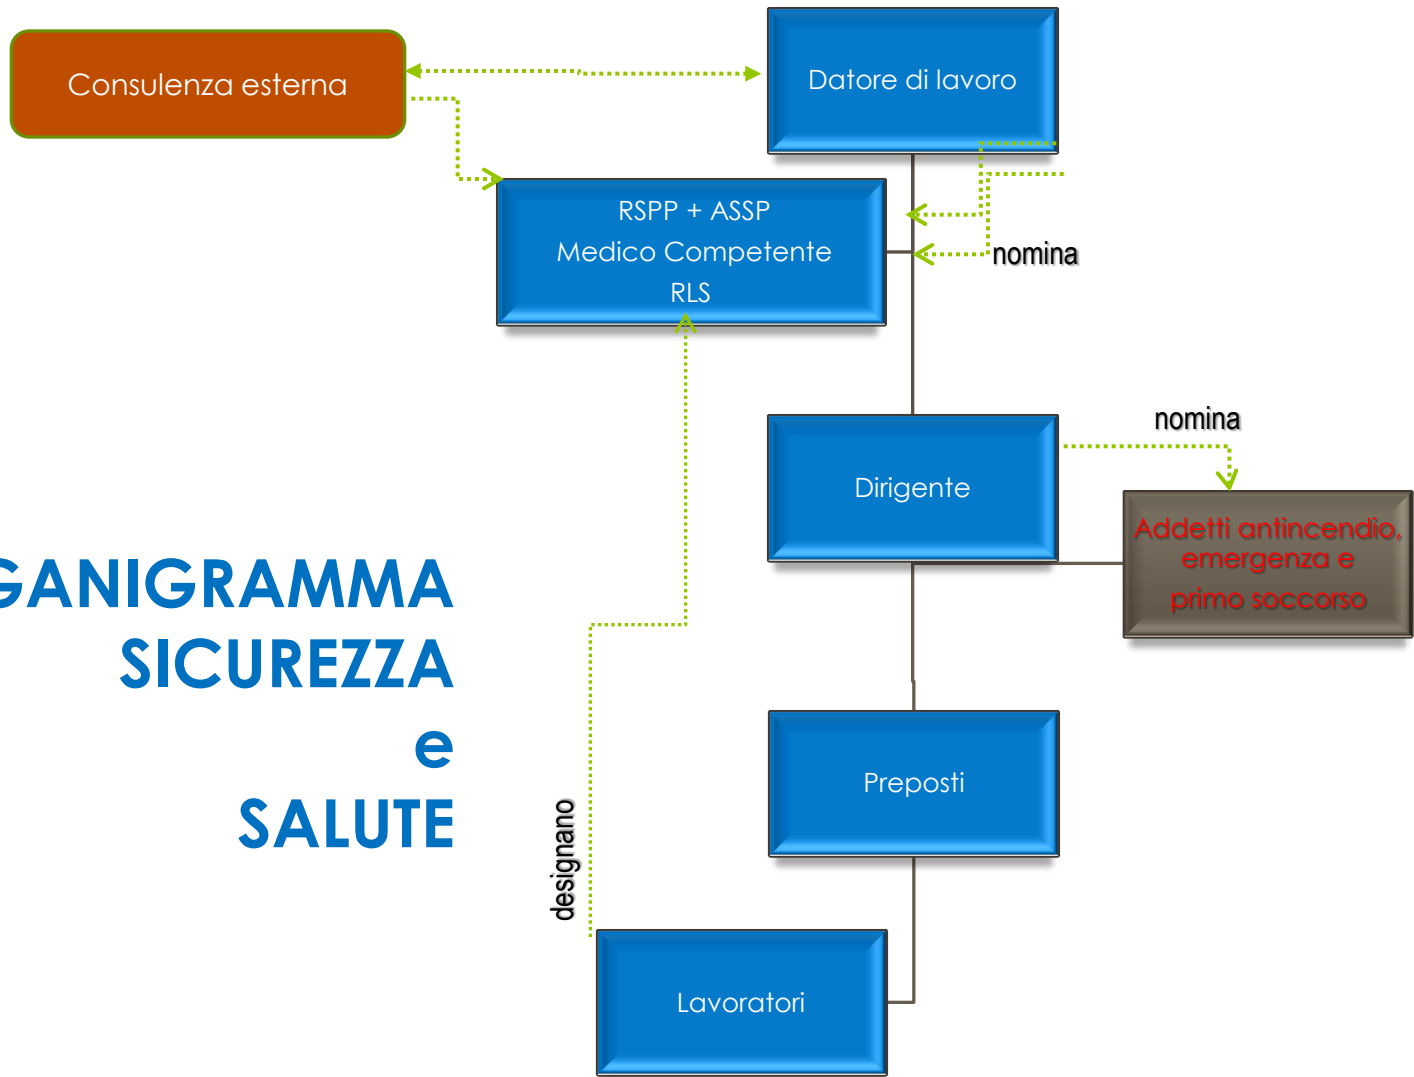 Consulenza esterna
Datore di lavoro
RSPP + ASSP
Medico Competente
RLS
nomina
Dirigente
nomina
Addetti antincendio,
emergenza e
primo soccorso
GANIGRAMMA
SICUREZZA
e
SALUTE
Preposti
designano
Lavoratori